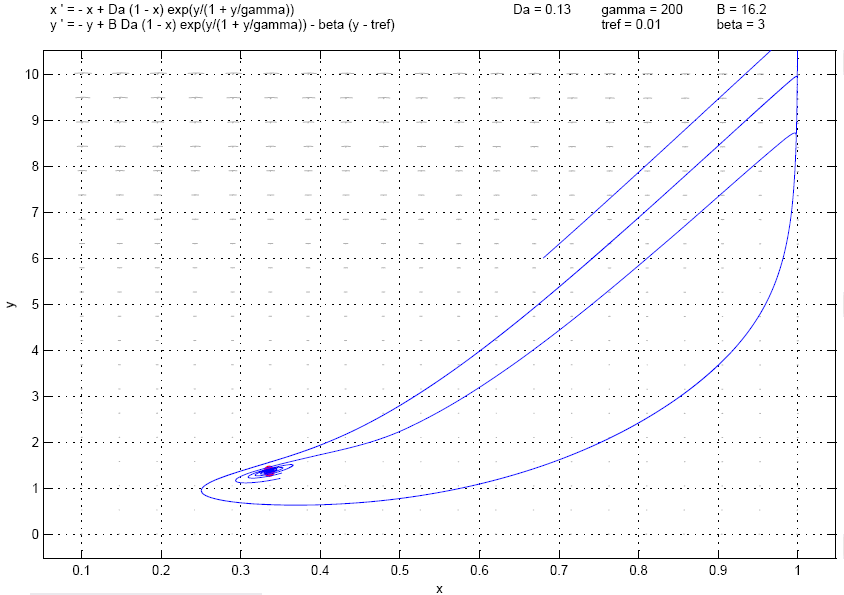 x ' = - x + Da (1 - x) exp(y/(1 + y/gamma))
y ' = - y + B Da (1 - x) exp(y/(1 + y/gamma)) - beta (y - tref)
Da = 0.13 gamma = 200 B = 16.2
tref = 0.01 beta = 3
10
9
8
7
6
5
4
3
2
1
0
y
0.1 0.2 0.3 0.4 0.5 0.6 0.7 0.8 0.9 1
x